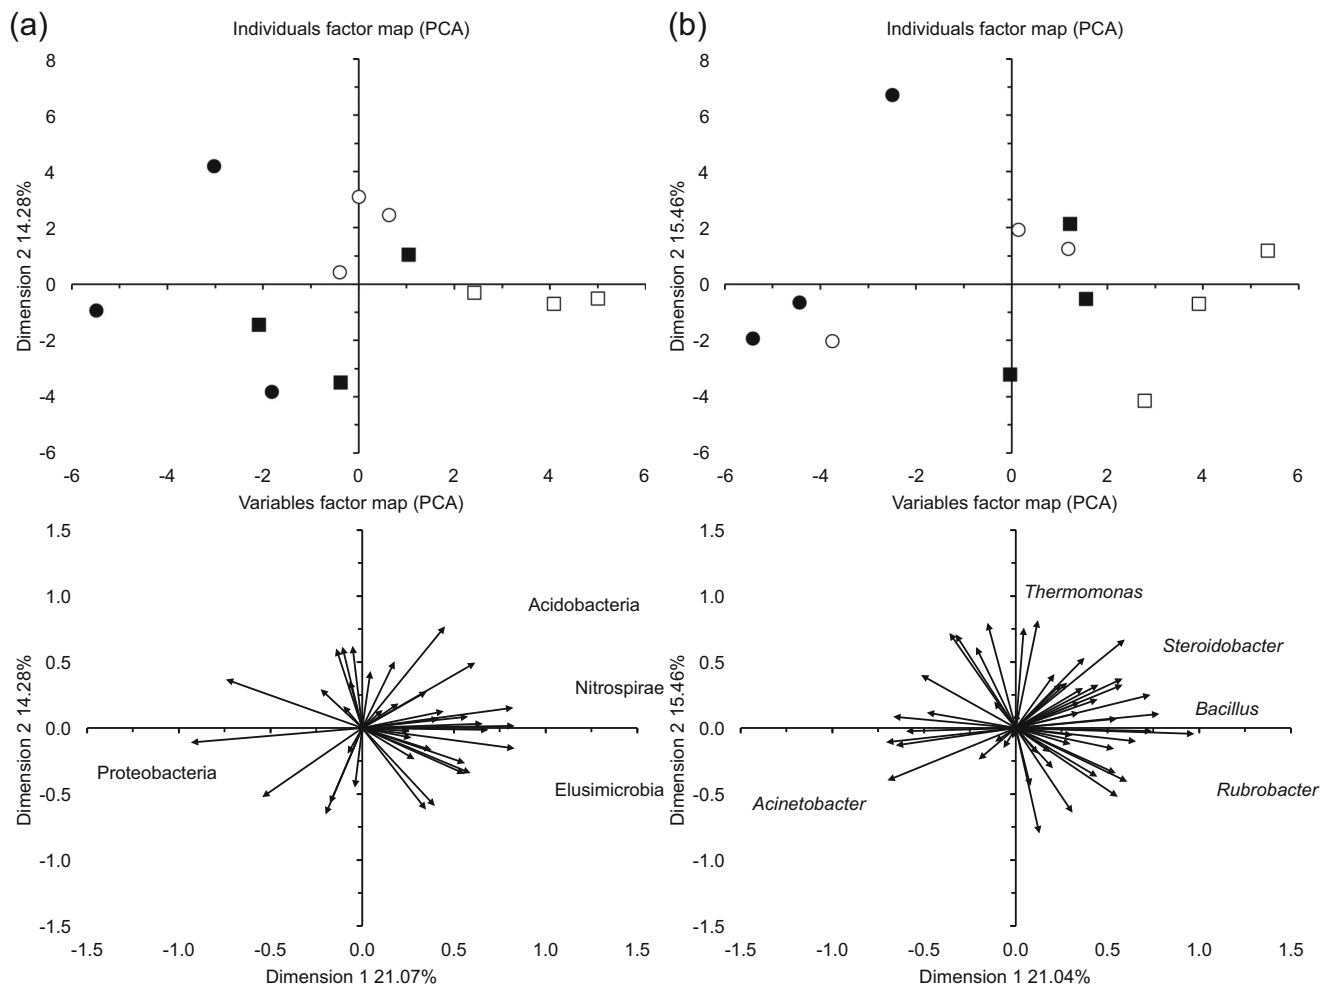 (a)
Individuals factor map (PCA)
8
6
4
2
0
-2
-4
-6
Dimension 2 14.28%
-6
-4
-2
0
2
4
6
Variables factor map (PCA)
1.5
1.0
0.5
0.0
-0.5
-1.0
-1.5
Dimension 2 14.28%
Acidobacteria
Nitrospirae
Proteobacteria
Elusimicrobia
-1.5
-1.0
-0.5
0.0
0.5
1.0
1.5
Dimension 1 21.07%
(b)
Individuals factor map (PCA)
8
6
4
2
0
-2
-4
-6
Dimension 2 15.46%
-6
-4
-2
0
2
4
6
Variables factor map (PCA)
1.5
1.0
0.5
0.0
-0.5
-1.0
-1.5
Dimension 2 15.46%
Thermomonas
Steroidobacter
Bacillus
Acinetobacter
Rubrobacter
-1.5
-1.0
-0.5
0.0
0.5
1.0
1.5
Dimension 1 21.04%